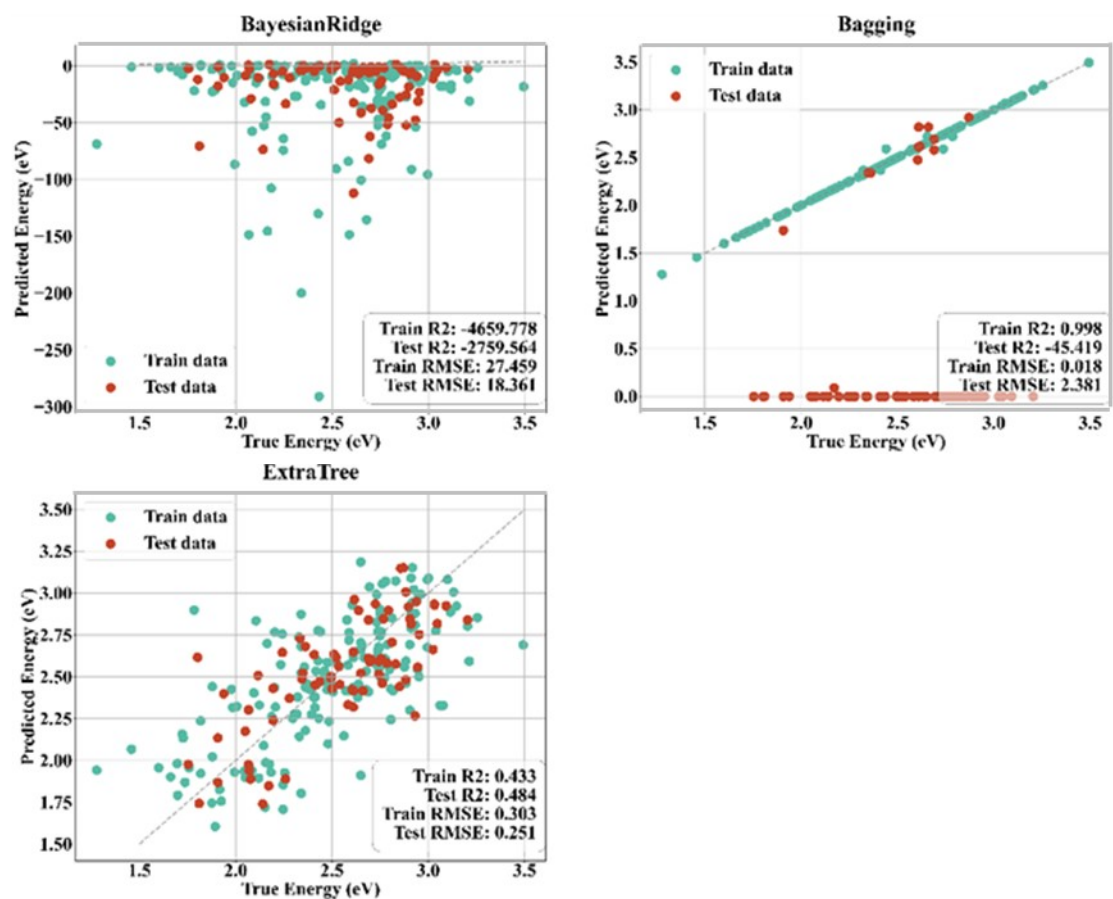 BayesianRidge
0
−50
−100
−150
−200
−250
−300
Predicted Energy (eV)
Train data
Test data
Train R2: -4659.778
Test R2: -2759.564
Train RMSE: 27.459
Test RMSE: 18.361
1.5 2.0 2.5 3.0 3.5
True Energy (eV)
Bagging
3.5
3.0
2.5
2.0
1.5
1.0
0.5
0.0
Predicted Energy (eV)
Train data
Test data
Train R2: 0.998
Test R2: -45.419
Train RMSE: 0.018
Test RMSE: 2.381
1.5 2.0 2.5 3.0 3.5
True Energy (eV)
ExtraTree
3.50
3.25
3.00
2.75
2.50
2.25
2.00
1.75
1.50
Predicted Energy (eV)
Train data
Test data
Train R2: 0.433
Test R2: 0.484
Train RMSE: 0.303
Test RMSE: 0.251
1.5 2.0 2.5 3.0 3.5
True Energy (eV)